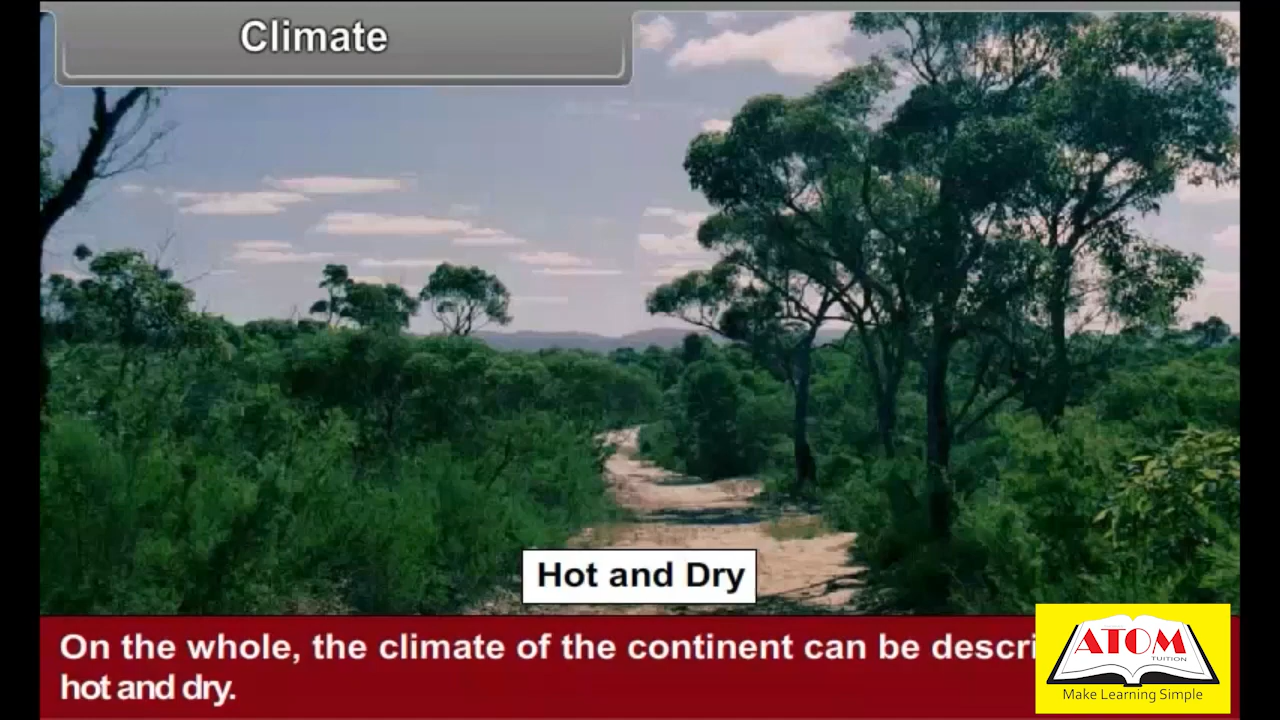 Climate
Hot and Dry
On the whole, the climate of the continent can be descri
hot and dry.
ATOM
TUITION
Make Learning Simple